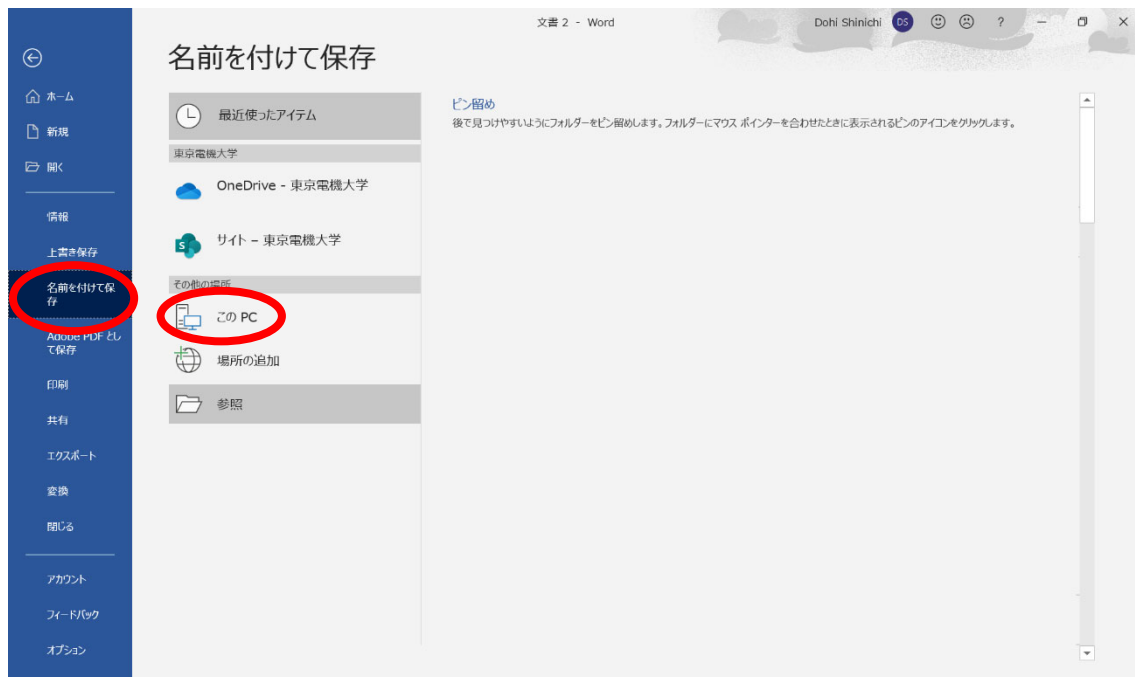 文書 2 - Word
Dohi Shinichi
DS
?
名前を付けて保存
ホーム
新規
開く
情報
上書き保存
名前を付けて保
存
Adobe PDF とし
て保存
印刷
共有
エクスポート
変換
閉じる
アカウント
フィードバック
オプション
最近使ったアイテム
東京電機大学
OneDrive - 東京電機大学
S
サイト – 東京電機大学
その他の場所
この PC
場所の追加
参照
ピン留め
後で見つけやすいようにフォルダーをピン留めします。フォルダーにマウス ポインターを合わせたときに表示されるピンのアイコンをクリックします。